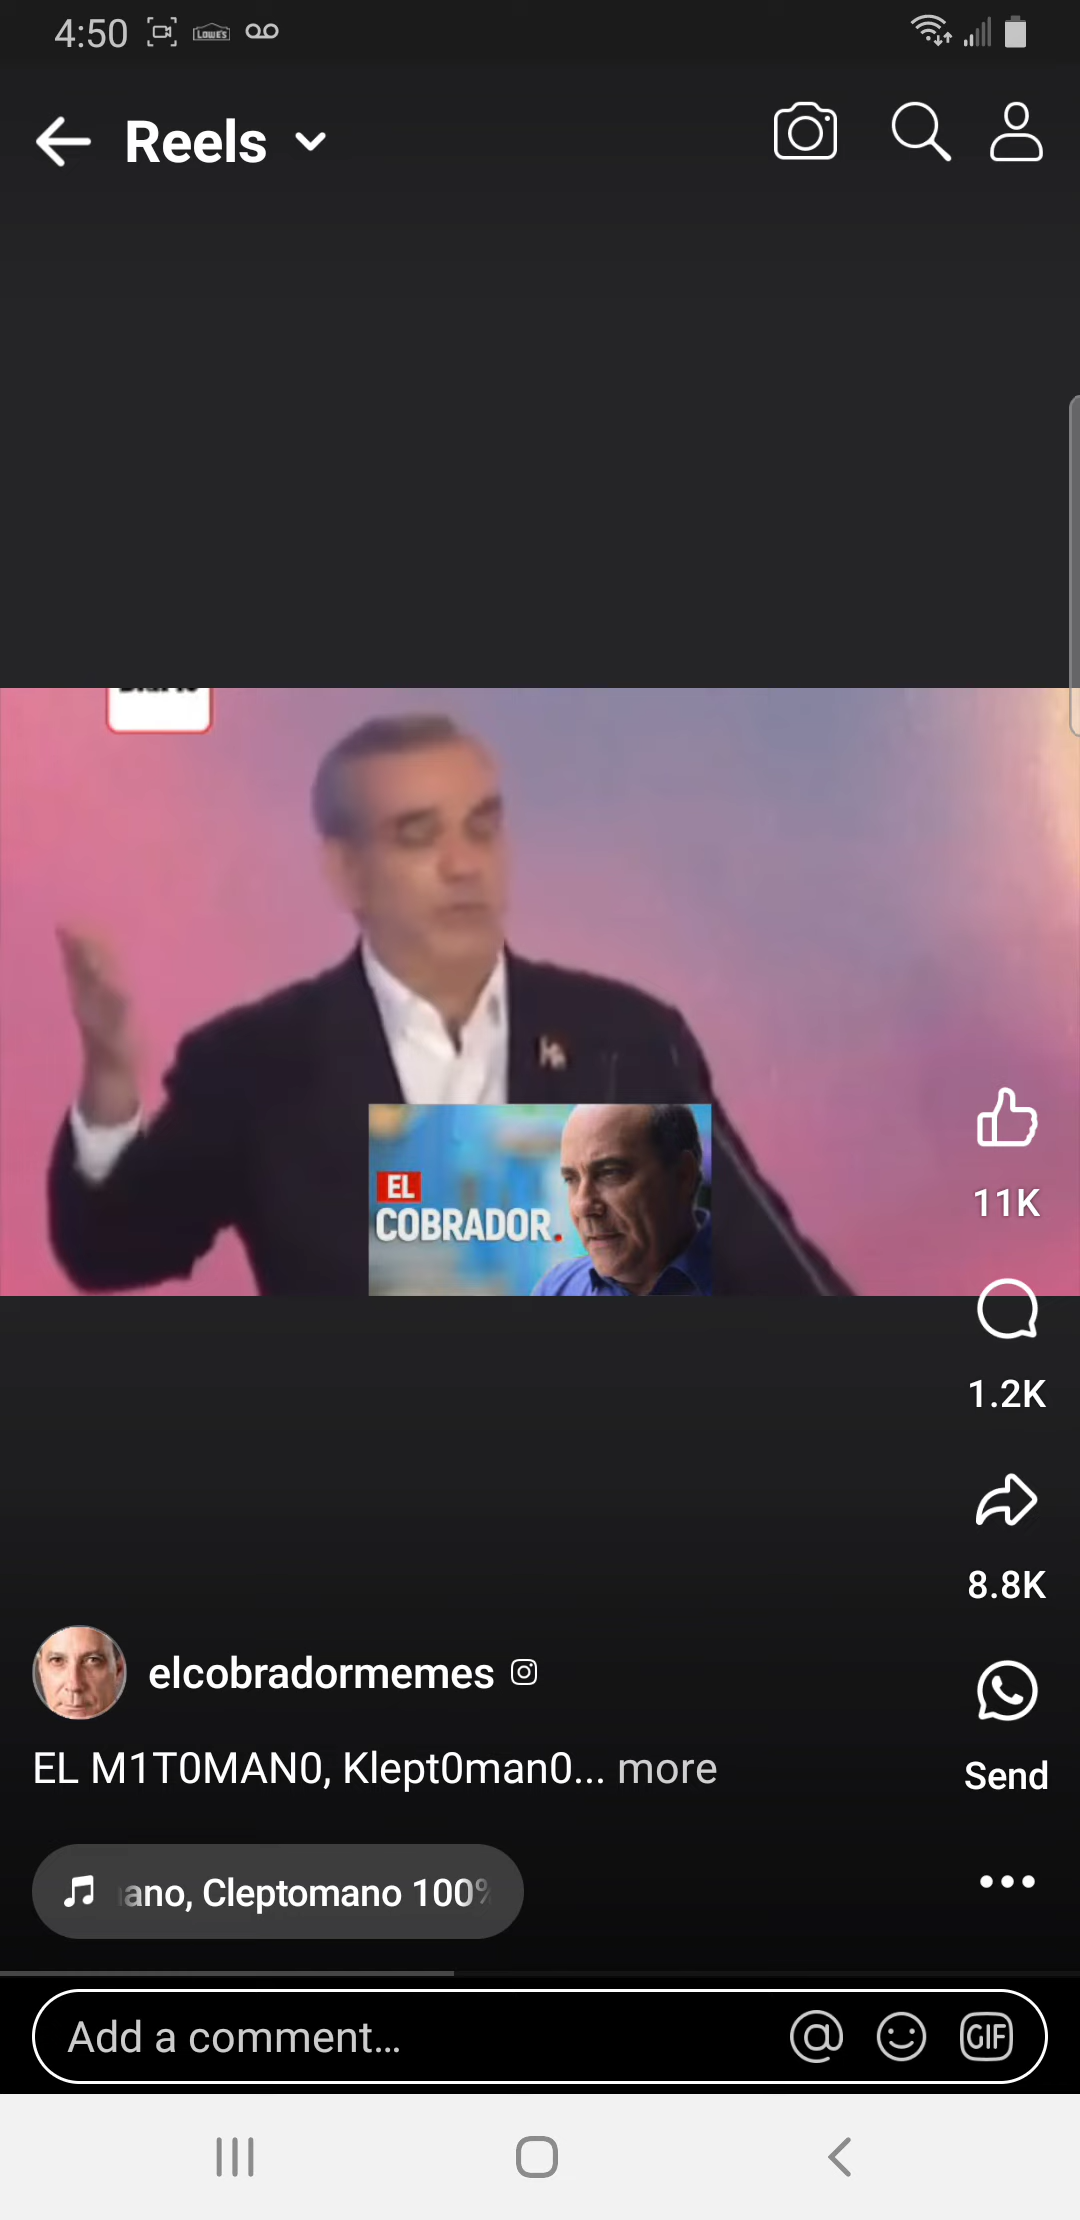 4:50
LOWE'S
Reels
EL
COBRADOR.
11K
1.2K
8.8K
elcobradormemes
EL M1T0MAN0, Klept0man0... more
Send
ano, Cleptomano 100%
Add a comment...
GIF